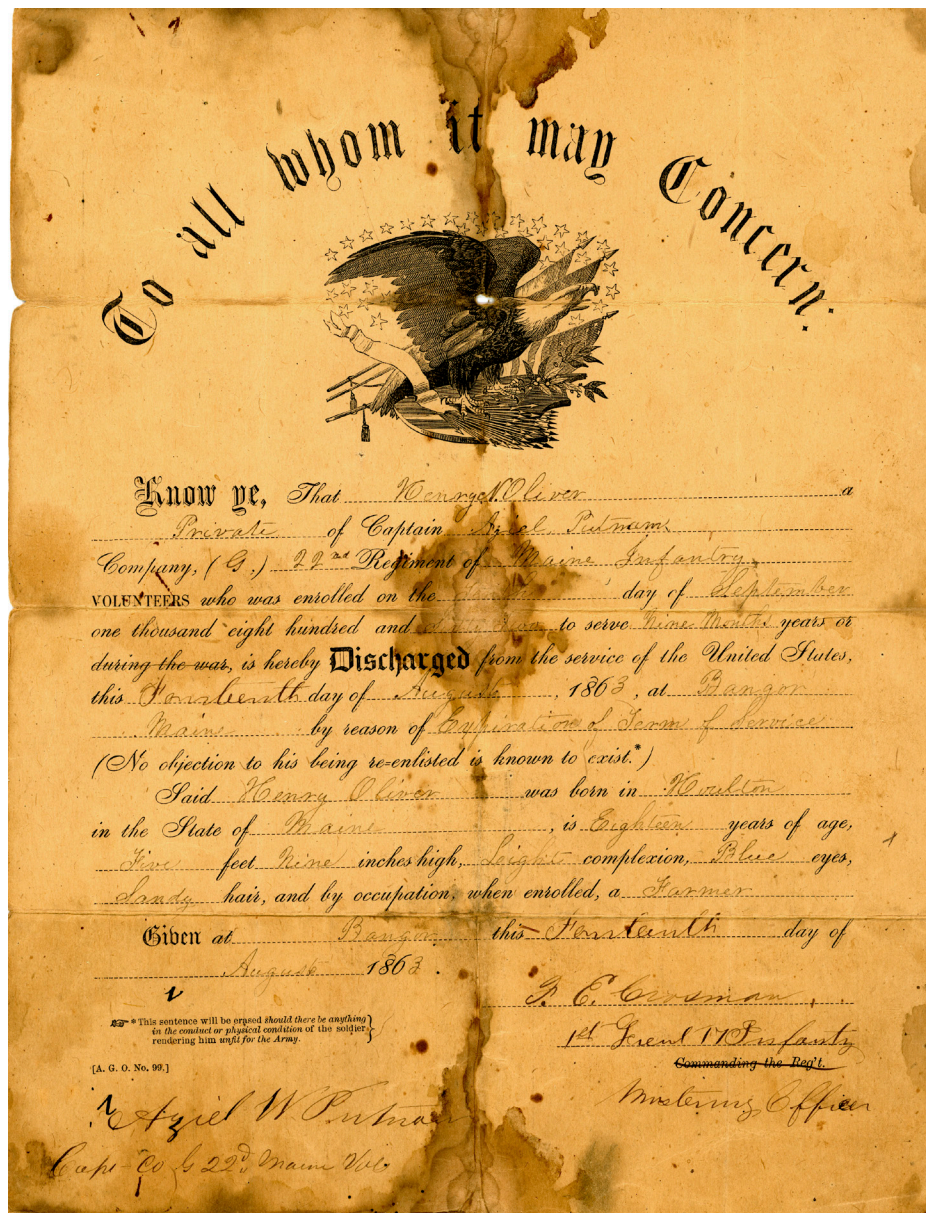 To all whom it may Concern:
Know ye, That Henry Oliver a
Private of Captain Aziel Putnams
Company, (G.) 22nd Regiment of Maine Infantry,
VOLUNTEERS who was enrolled on the day of September
one thousand eight hundred and to serve Nine Months years or
during the war, is hereby Discharged from the service of the United States,
this Fourteenth day of August, 1863, at Bangor
Maine by reason of Expiration of Term of Service
(No objection to his being re=enlisted is known to exist.*)
Said Henry Oliver was born in Houlton
in the State of Maine, is Eighteen years of age,
Five feet Nine inches high, Light complexion, Blue eyes,
Sandy hair, and by occupation, when enrolled, a Farmer
Given at Bangor this Fourteenth day of
August 1863.
* This sentence will be erased should there be anything
in the conduct or physical condition of the soldier
rendering him unfit for the Army.
[A. G. O. No. 99.]
F. E. Crosman,
1st Lieut 17 Infanty
Commanding the Reg't.
Mustering Officer
Aziel W Putnam
Capt Co G 22d Maine Vol